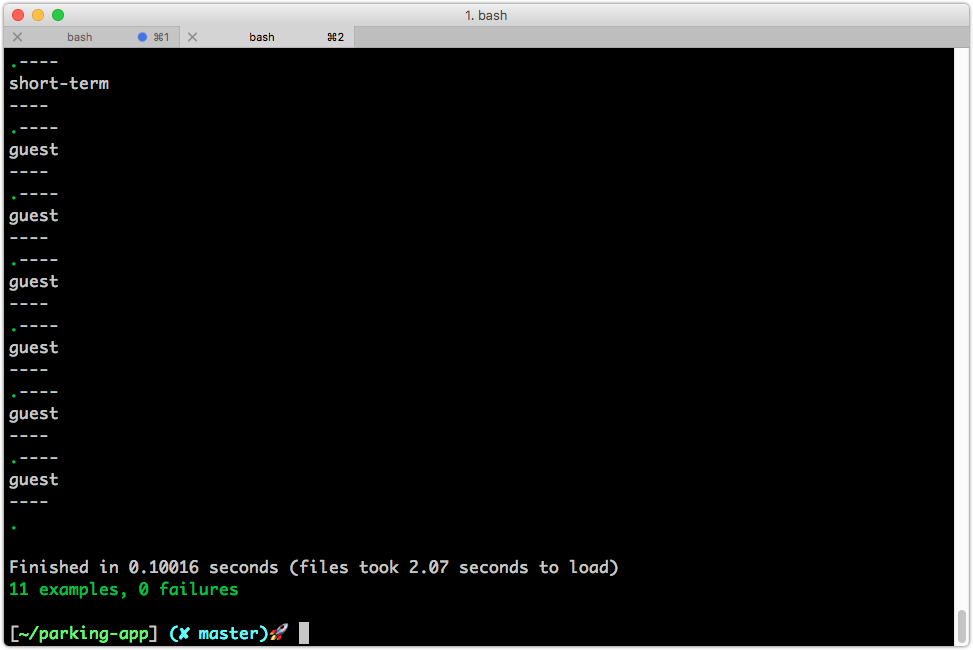 1. bash
bash ⌘1 bash ⌘2
.----
short-term
----
.----
guest
----
.----
guest
----
.----
guest
----
.----
guest
----
.----
guest
----
.----
guest
----
.
Finished in 0.10016 seconds (files took 2.07 seconds to load)
11 examples, 0 failures
[~/parking-app] (✘ master)🚀